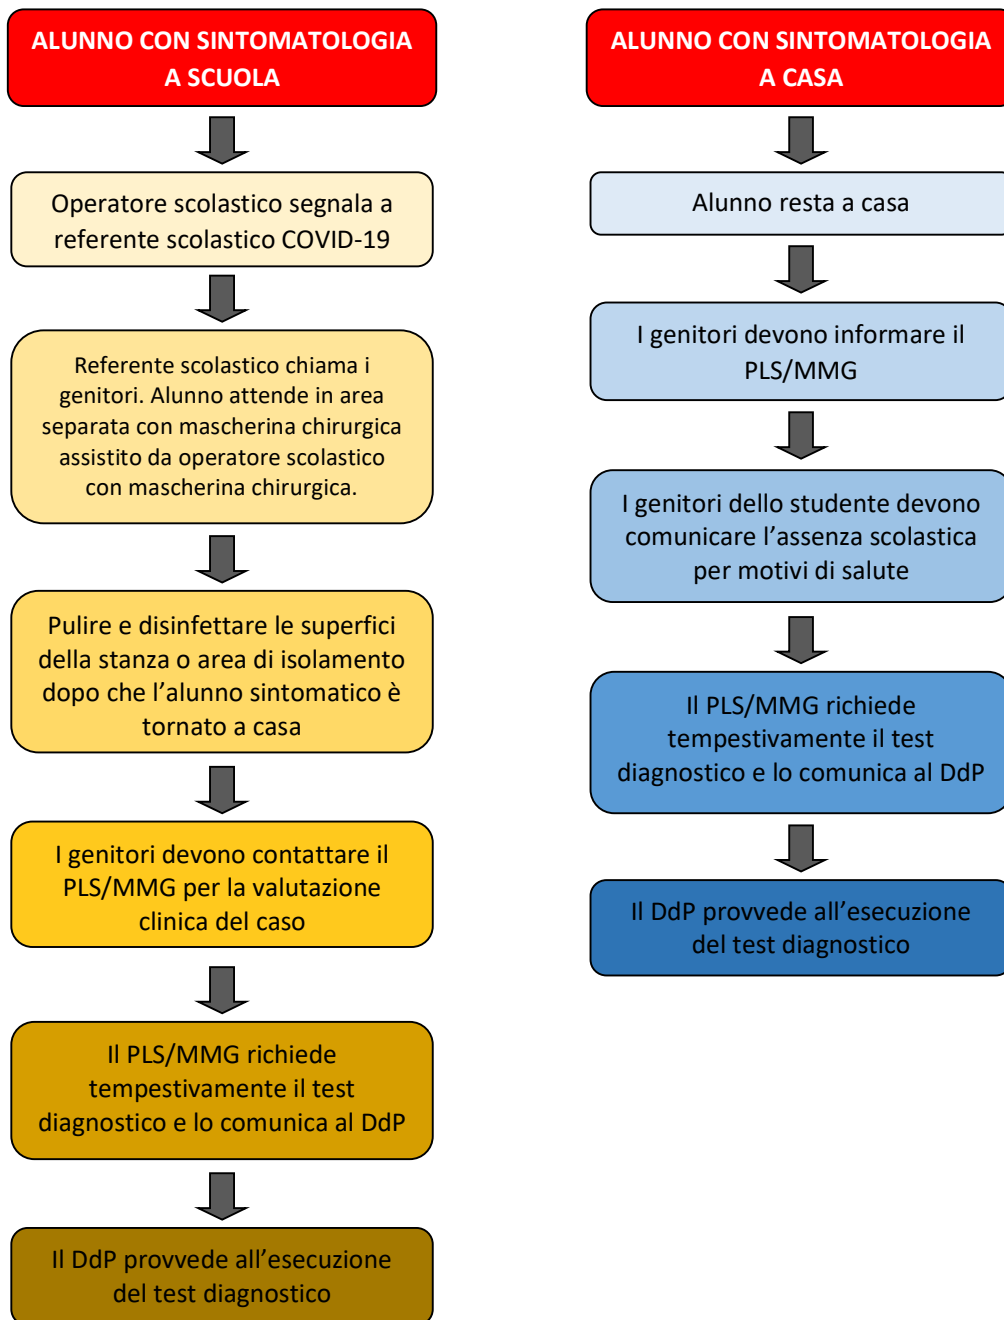 ALUNNO CON SINTOMATOLOGIA
A SCUOLA
Operatore scolastico segnala a
referente scolastico COVID-19
Referente scolastico chiama i
genitori. Alunno attende in area
separata con mascherina chirurgica
assistito da operatore scolastico
con mascherina chirurgica.
Pulire e disinfettare le superfici
della stanza o area di isolamento
dopo che l’alunno sintomatico è
tornato a casa
I genitori devono contattare il
PLS/MMG per la valutazione
clinica del caso
Il PLS/MMG richiede
tempestivamente il test
diagnostico e lo comunica al DdP
Il DdP provvede all’esecuzione
del test diagnostico
ALUNNO CON SINTOMATOLOGIA
A CASA
Alunno resta a casa
I genitori devono informare il
PLS/MMG
I genitori dello studente devono
comunicare l’assenza scolastica
per motivi di salute
Il PLS/MMG richiede
tempestivamente il test
diagnostico e lo comunica al DdP
Il DdP provvede all’esecuzione
del test diagnostico